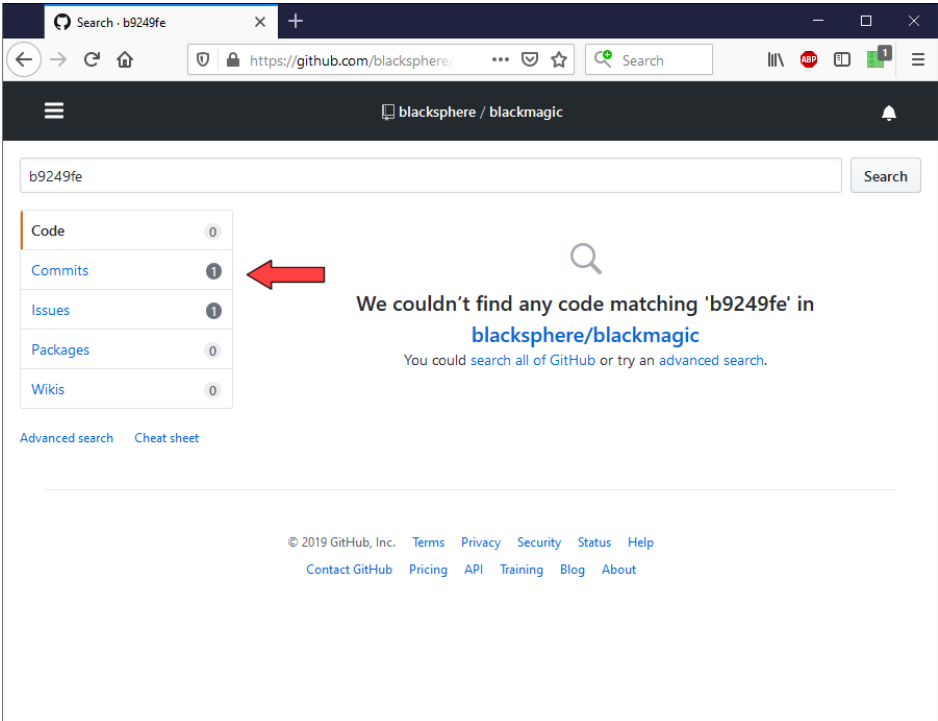 Search · b9249fe
https://github.com/blacksphere/
Search
ABP
1
blacksphere / blackmagic
b9249fe
Search
Code 0
Commits 1
Issues 1
Packages 0
Wikis 0
Advanced search Cheat sheet
We couldn’t find any code matching 'b9249fe' in
blacksphere/blackmagic
You could search all of GitHub or try an advanced search.
© 2019 GitHub, Inc. Terms Privacy Security Status Help
Contact GitHub Pricing API Training Blog About